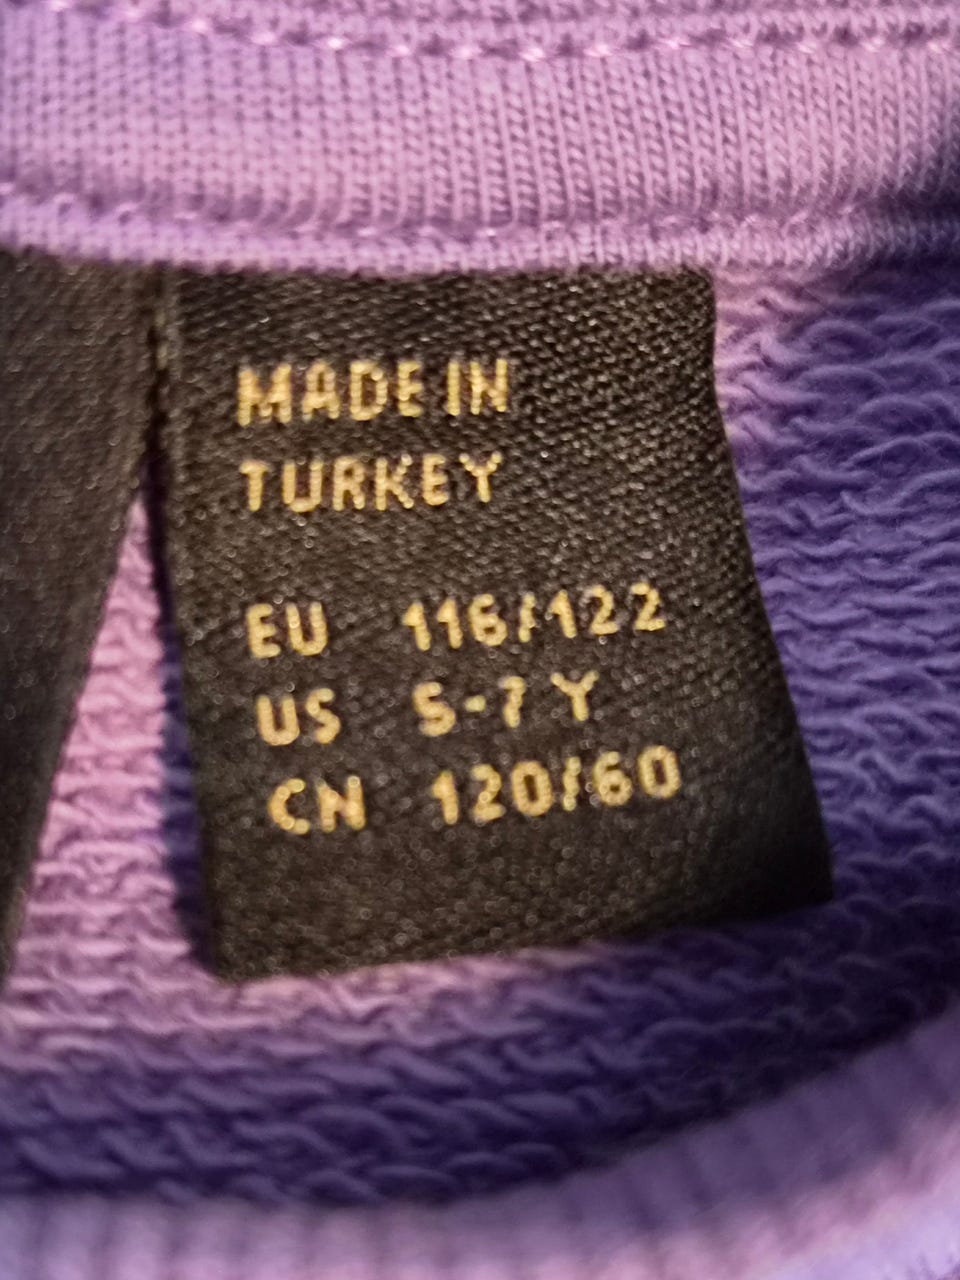 MADE IN
TURKEY
EU 116/122
US 5-7 Y
CN 120/60